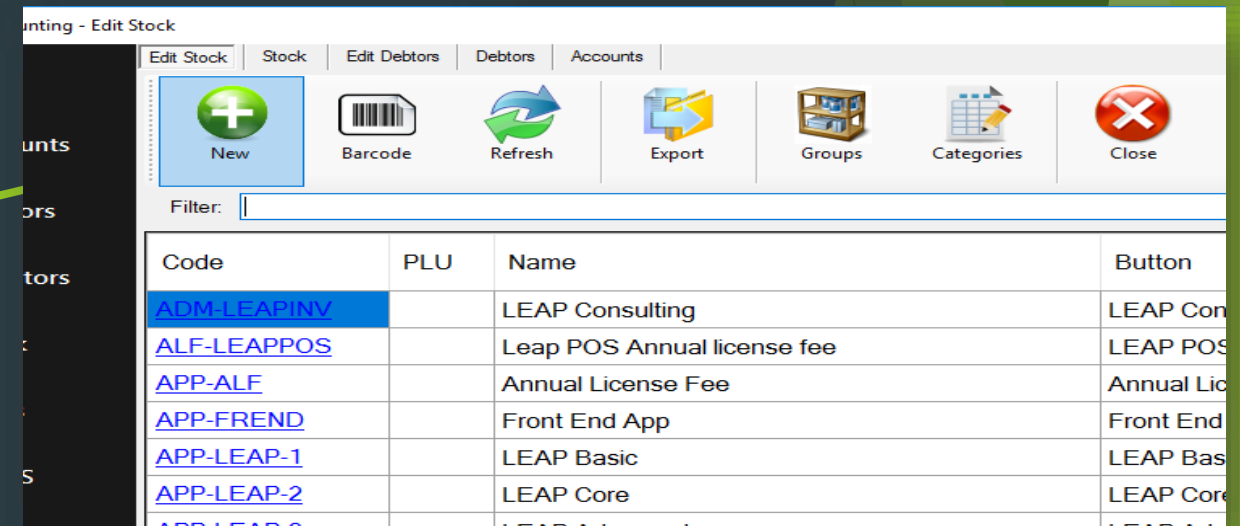 unting - Edit Stock
Edit Stock Stock Edit Debtors Debtors Accounts
New Barcode Refresh Export Groups Categories Close
unts
ors
tors
S
Filter:
Code PLU Name Button
ADM-LEAPINV LEAP Consulting LEAP Con
ALF-LEAPPOS Leap POS Annual license fee LEAP POS
APP-ALF Annual License Fee Annual Lic
APP-FREND Front End App Front End
APP-LEAP-1 LEAP Basic LEAP Bas
APP-LEAP-2 LEAP Core LEAP Core